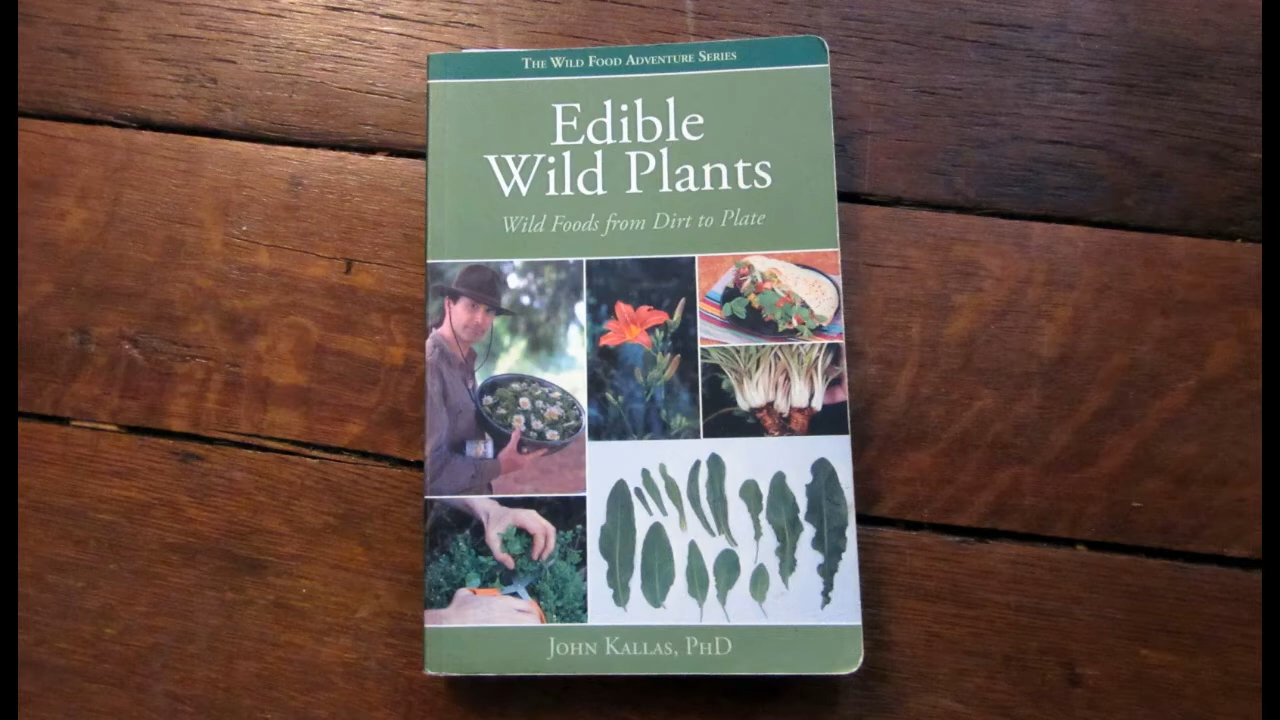 The Wild Food Adventure Series
Edible
Wild Plants
Wild Foods from Dirt to Plate
John Kallas, PhD